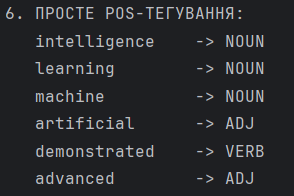 6. ПРОСТЕ POS-ТЕГУВАННЯ:
intelligence -> NOUN
learning -> NOUN
machine -> NOUN
artificial -> ADJ
demonstrated -> VERB
advanced -> ADJ